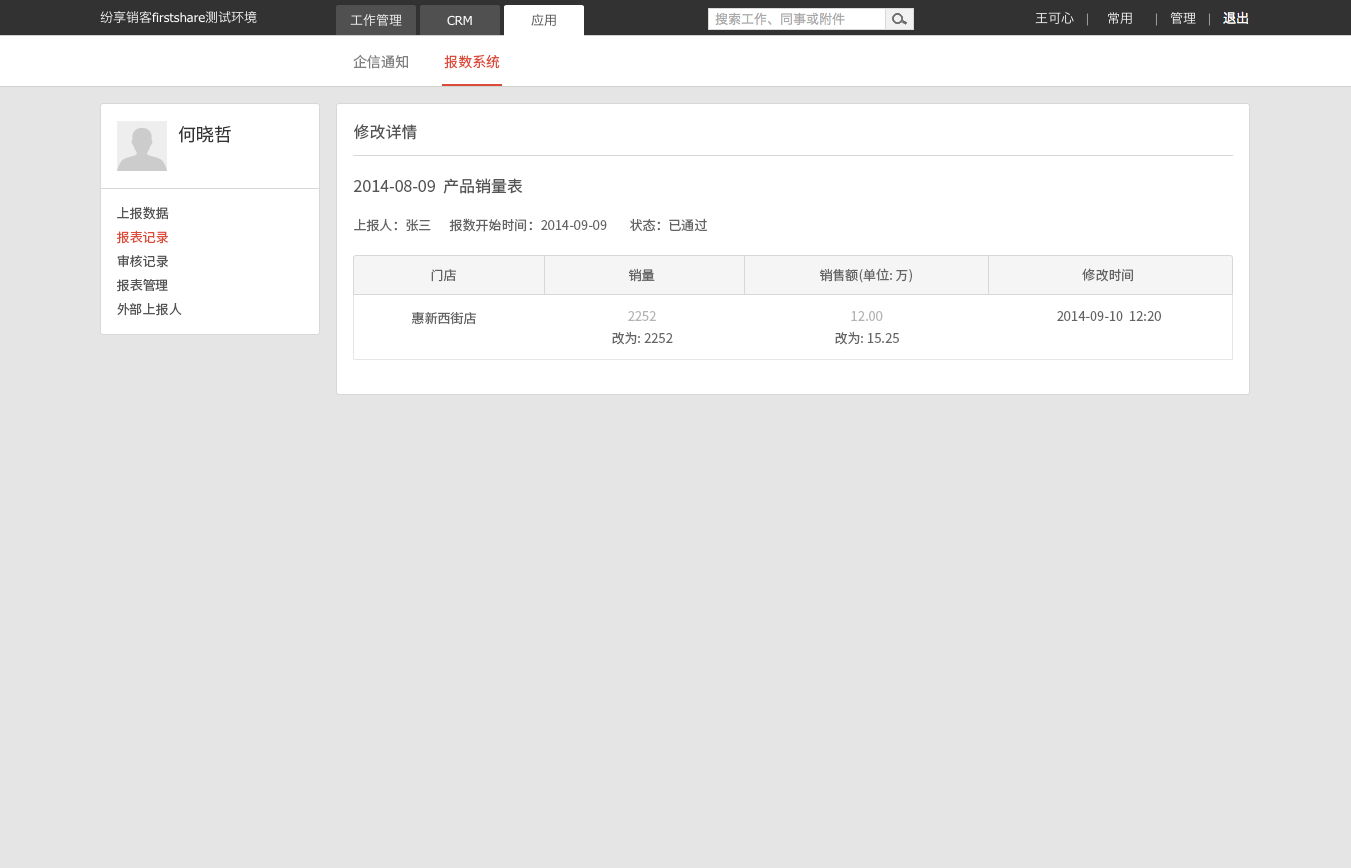 纷享销客firstshare测试环境
工作管理
CRM
应用
搜索工作、同事或附件
王可心 | 常用 | 管理 | 退出
企信通知
报数系统
何晓哲
上报数据
报表记录
审核记录
报表管理
外部上报人
修改详情
2014-08-09 产品销量表
上报人：张三 报数开始时间：2014-09-09 状态：已通过
门店 销量 销售额(单位: 万) 修改时间
惠新西街店 2252 12.00 2014-09-10 12:20
改为: 2252 改为: 15.25